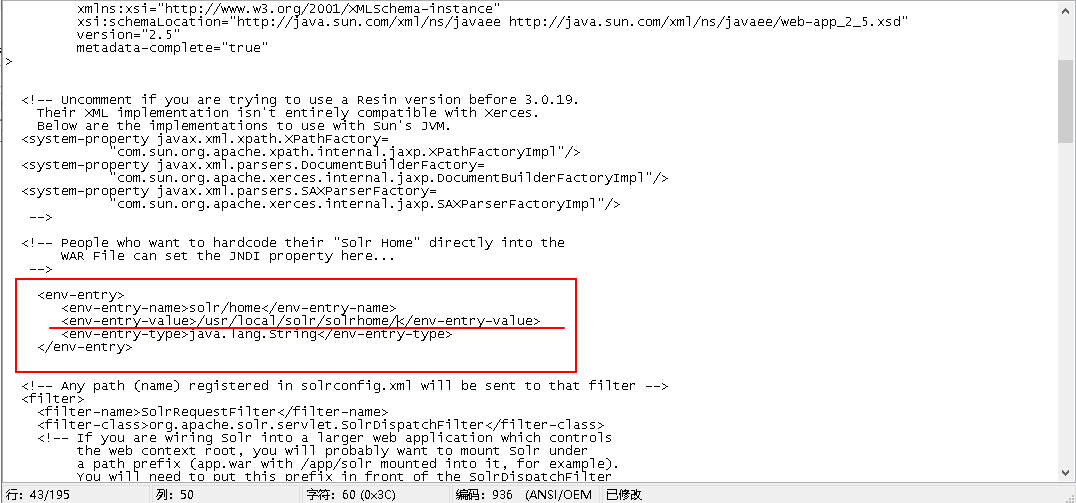 xmlns:xsi="http://www.w3.org/2001/XMLSchema-instance"
xsi:schemaLocation="http://java.sun.com/xml/ns/javaee http://java.sun.com/xml/ns/javaee/web-app_2_5.xsd"
version="2.5"
metadata-complete="true"
>
<!-- Uncomment if you are trying to use a Resin version before 3.0.19.
Their XML implementation isn't entirely compatible with Xerces.
Below are the implementations to use with Sun's JVM.
<system-property javax.xml.xpath.XPathFactory=
"com.sun.org.apache.xpath.internal.jaxp.XPathFactoryImpl"/>
<system-property javax.xml.parsers.DocumentBuilderFactory=
"com.sun.org.apache.xerces.internal.jaxp.DocumentBuilderFactoryImpl"/>
<system-property javax.xml.parsers.SAXParserFactory=
"com.sun.org.apache.xerces.internal.jaxp.SAXParserFactoryImpl"/>
-->
<!-- People who want to hardcode their "Solr Home" directly into the
WAR File can set the JNDI property here...
-->
<env-entry>
<env-entry-name>solr/home</env-entry-name>
<env-entry-value>/usr/local/solr/solrhome/</env-entry-value>
<env-entry-type>java.lang.String</env-entry-type>
</env-entry>
<!-- Any path (name) registered in solrconfig.xml will be sent to that filter -->
<filter>
<filter-name>SolrRequestFilter</filter-name>
<filter-class>org.apache.solr.servlet.SolrDispatchFilter</filter-class>
<!-- If you are wiring Solr into a larger web application which controls
the web context root, you will probably want to mount Solr under
a path prefix (app.war with /app/solr mounted into it, for example).
You will need to put this prefix in front of the SolrDispatchFilter
行: 43/195 列: 50 字符: 60 (0x3C) 编码: 936 (ANSI/OEM 已修改